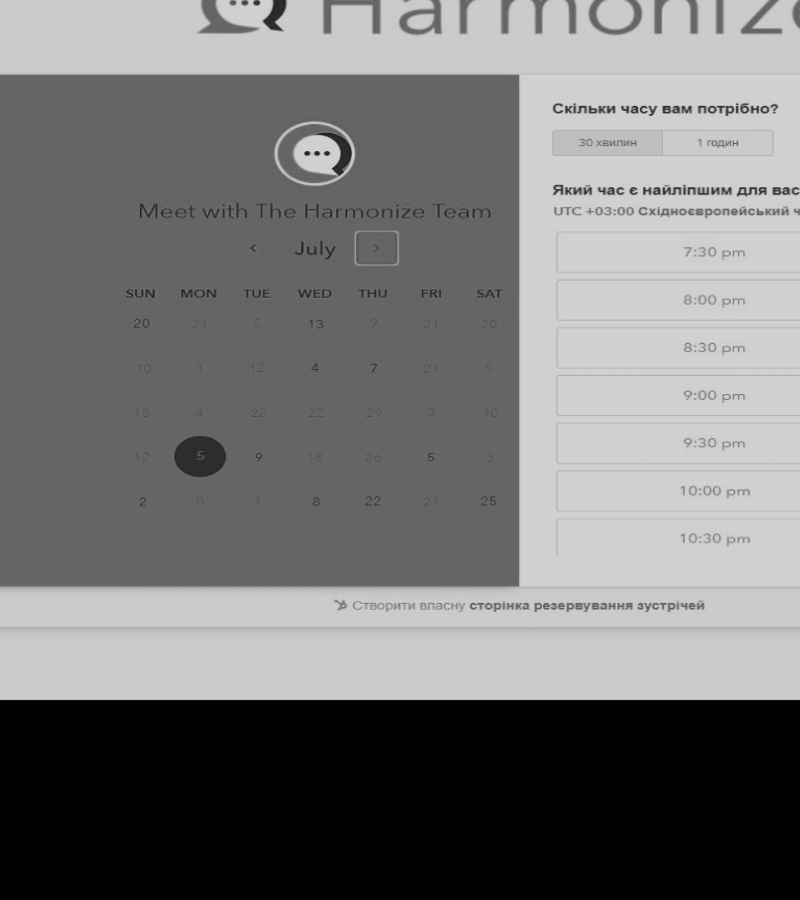 Harmonize
Meet with The Harmonize Team
< July >
SUN MON TUE WED THU FRI SAT
20 21 5 13 9 21 20
10 1 12 4 7 21 5
18 4 22 22 29 2 10
12 5 9 18 26 5 3
2 8 1 8 22 21 25
Скільки часу вам потрібно?
30 хвилин 1 годин
Який час є найліпшим для вас
UTC +03:00 Східноєвропейський ч
7:30 pm
8:00 pm
8:30 pm
9:00 pm
9:30 pm
10:00 pm
10:30 pm
Створити власну сторінка резервування зустрічей